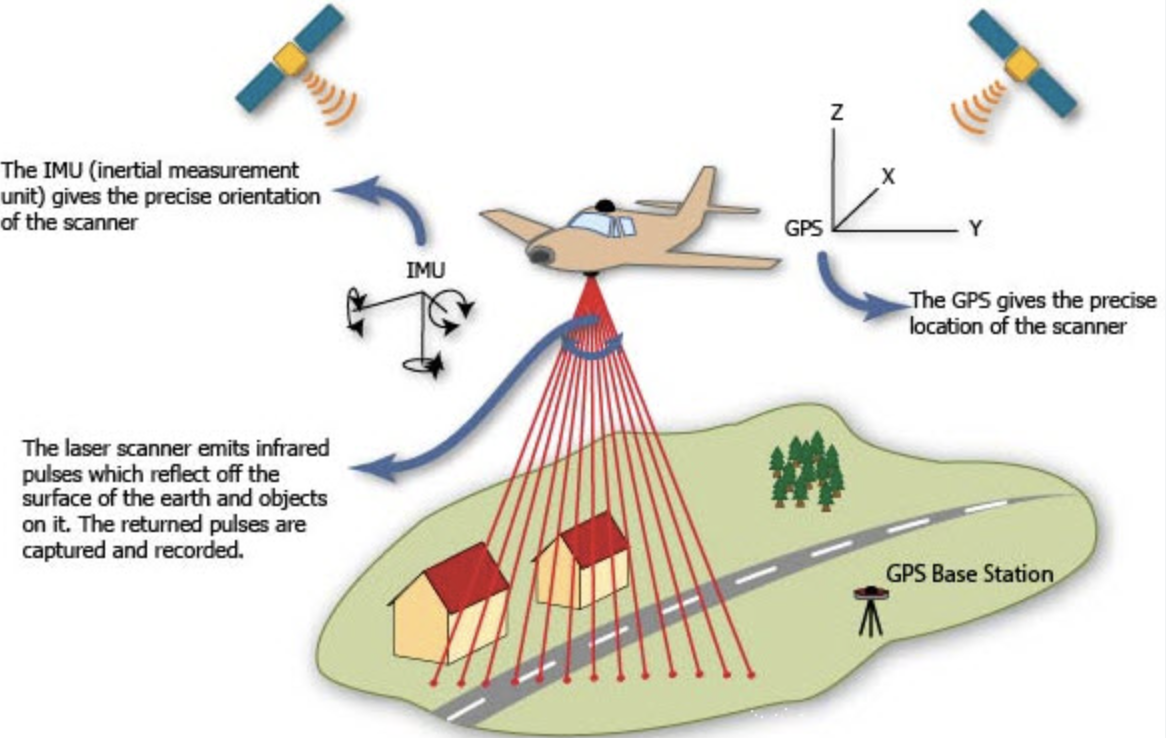 The IMU (inertial measurement
unit) gives the precise orientation
of the scanner
IMU
Z
X
GPS
Y
The GPS gives the precise
location of the scanner
The laser scanner emits infrared
pulses which reflect off the
surface of the earth and objects
on it. The returned pulses are
captured and recorded.
GPS Base Station